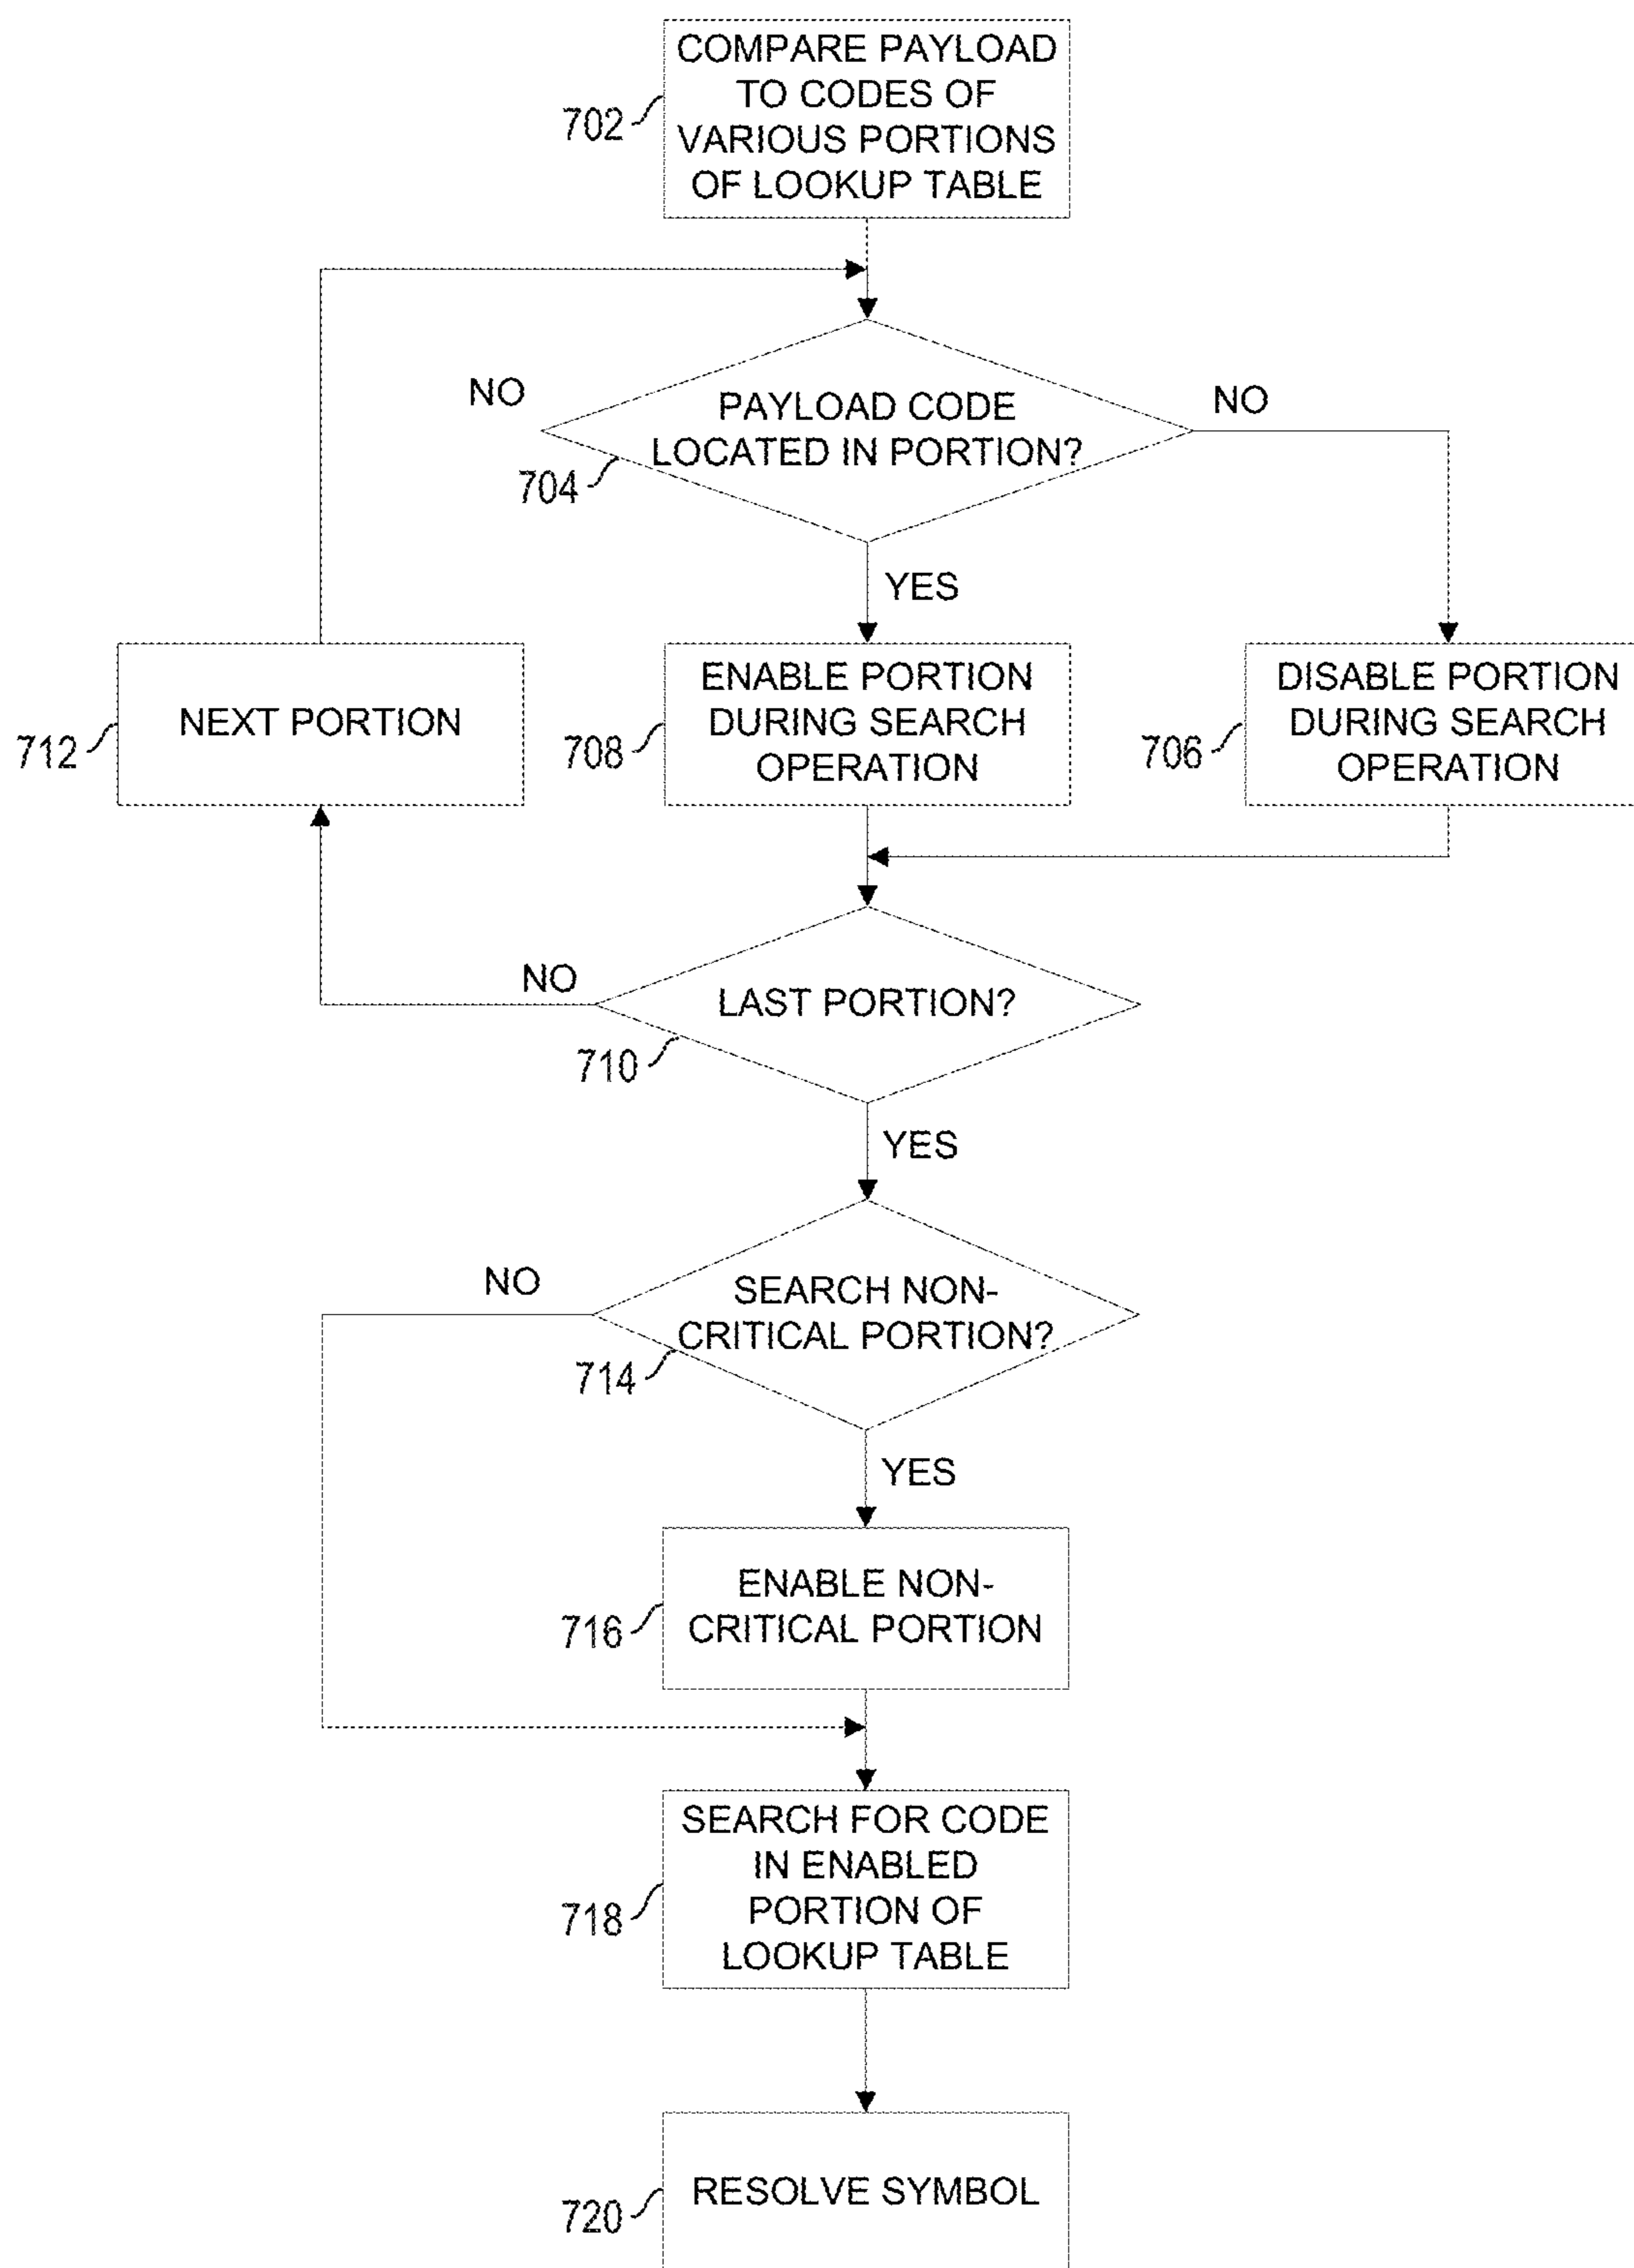 COMPARE PAYLOAD
TO CODES OF
VARIOUS PORTIONS
OF LOOKUP TABLE
702
NO
PAYLOAD CODE
LOCATED IN PORTION?
NO
704
YES
NEXT PORTION
712
ENABLE PORTION
DURING SEARCH
OPERATION
708
DISABLE PORTION
DURING SEARCH
OPERATION
706
NO
LAST PORTION?
710
YES
NO
SEARCH NON-
CRITICAL PORTION?
714
YES
ENABLE NON-
CRITICAL PORTION
716
SEARCH FOR CODE
IN ENABLED
PORTION OF
LOOKUP TABLE
718
RESOLVE SYMBOL
720